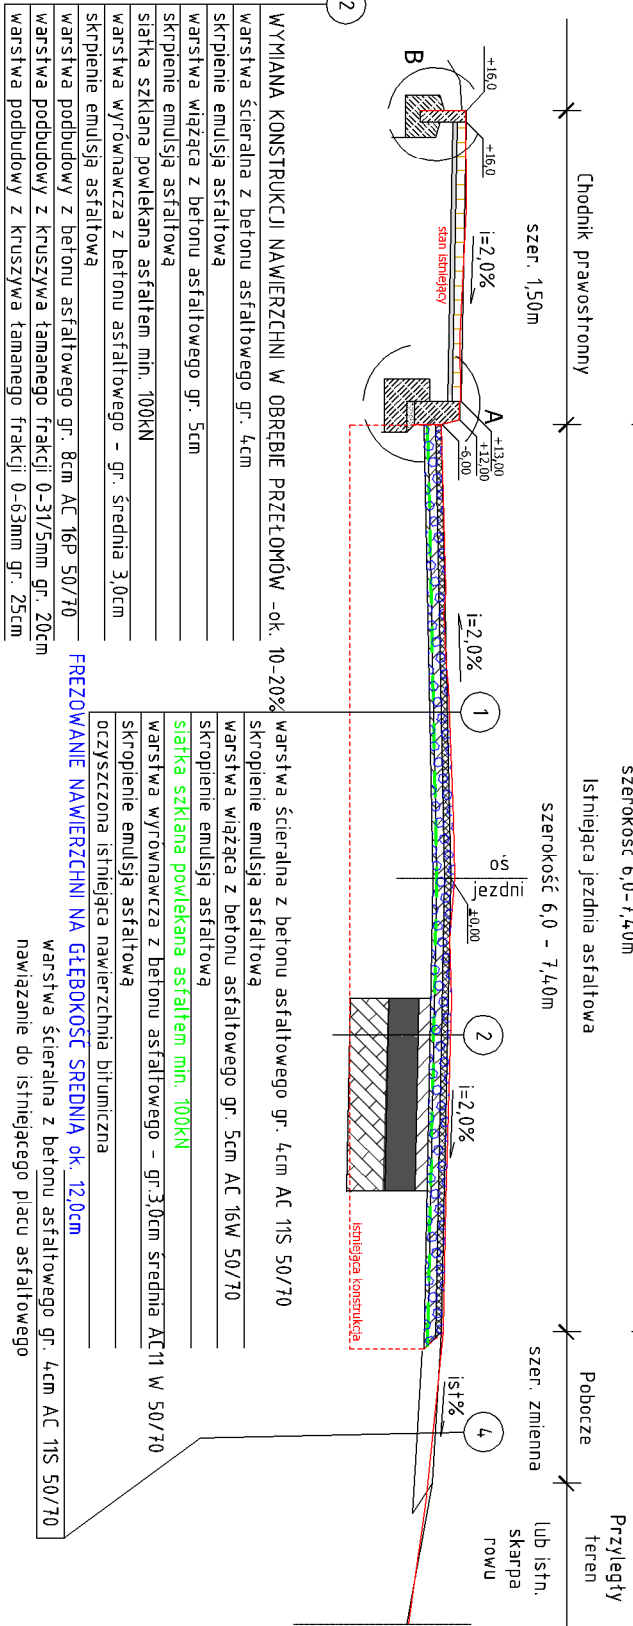 szerokość 6,0-7,40m
Chodnik prawostronny
Istniejąca jezdnia asfaltowa
Pobocze
Przyległy
teren
szer. 1,50m
szerokość 6,0 - 7,40m
szer. zmienna
lub istn.
skarpa
rowu
oś
jezdni
+16,0
+16,0
i=2,0%
stan istniejący
B
A
+13,00
+12,00
-6,00
i=2,0%
1
±0,00
2
i=2,0%
ist%
4
istniejąca konstrukcja
2
WYMIANA KONSTRUKCJI NAWIERZCHNI W OBRĘBIE PRZEŁOMÓW -ok. 10-20%
warstwa ścieralna z betonu asfaltowego gr. 4cm
skrpienie emulsją asfaltową
warstwa wiążąca z betonu asfaltowego gr. 5cm
skrpienie emulsją asfaltową
siatka szklana powlekana asfaltem min. 100kN
warstwa wyrównawcza z betonu asfaltowego - gr. średnia 3,0cm
skrpienie emulsją asfaltową
warstwa podbudowy z betonu asfaltowego gr. 8cm AC 16P 50/70
warstwa podbudowy z kruszywa łamanego frakcji 0-31/5mm gr. 20cm
warstwa podbudowy z kruszywa łamanego frakcji 0-63mm gr. 25cm
warstwa ścieralna z betonu asfaltowego gr. 4cm AC 11S 50/70
skropienie emulsją asfaltową
warstwa wiążąca z betonu asfaltowego gr. 5cm AC 16W 50/70
skropienie emulsją asfaltową
siatka szklana powlekana asfaltem min. 100kN
warstwa wyrównawcza z betonu asfaltowego - gr.3,0cm średnia AC11 W 50/70
skropienie emulsją asfaltową
oczyszczona istniejąca nawierzchnia bitumiczna
FREZOWANIE NAWIERZCHNI NA GŁĘBOKOŚĆ ŚREDNIĄ ok. 12,0cm
warstwa ścieralna z betonu asfaltowego gr. 4cm AC 11S 50/70
nawiązanie do istniejącego placu asfaltowego